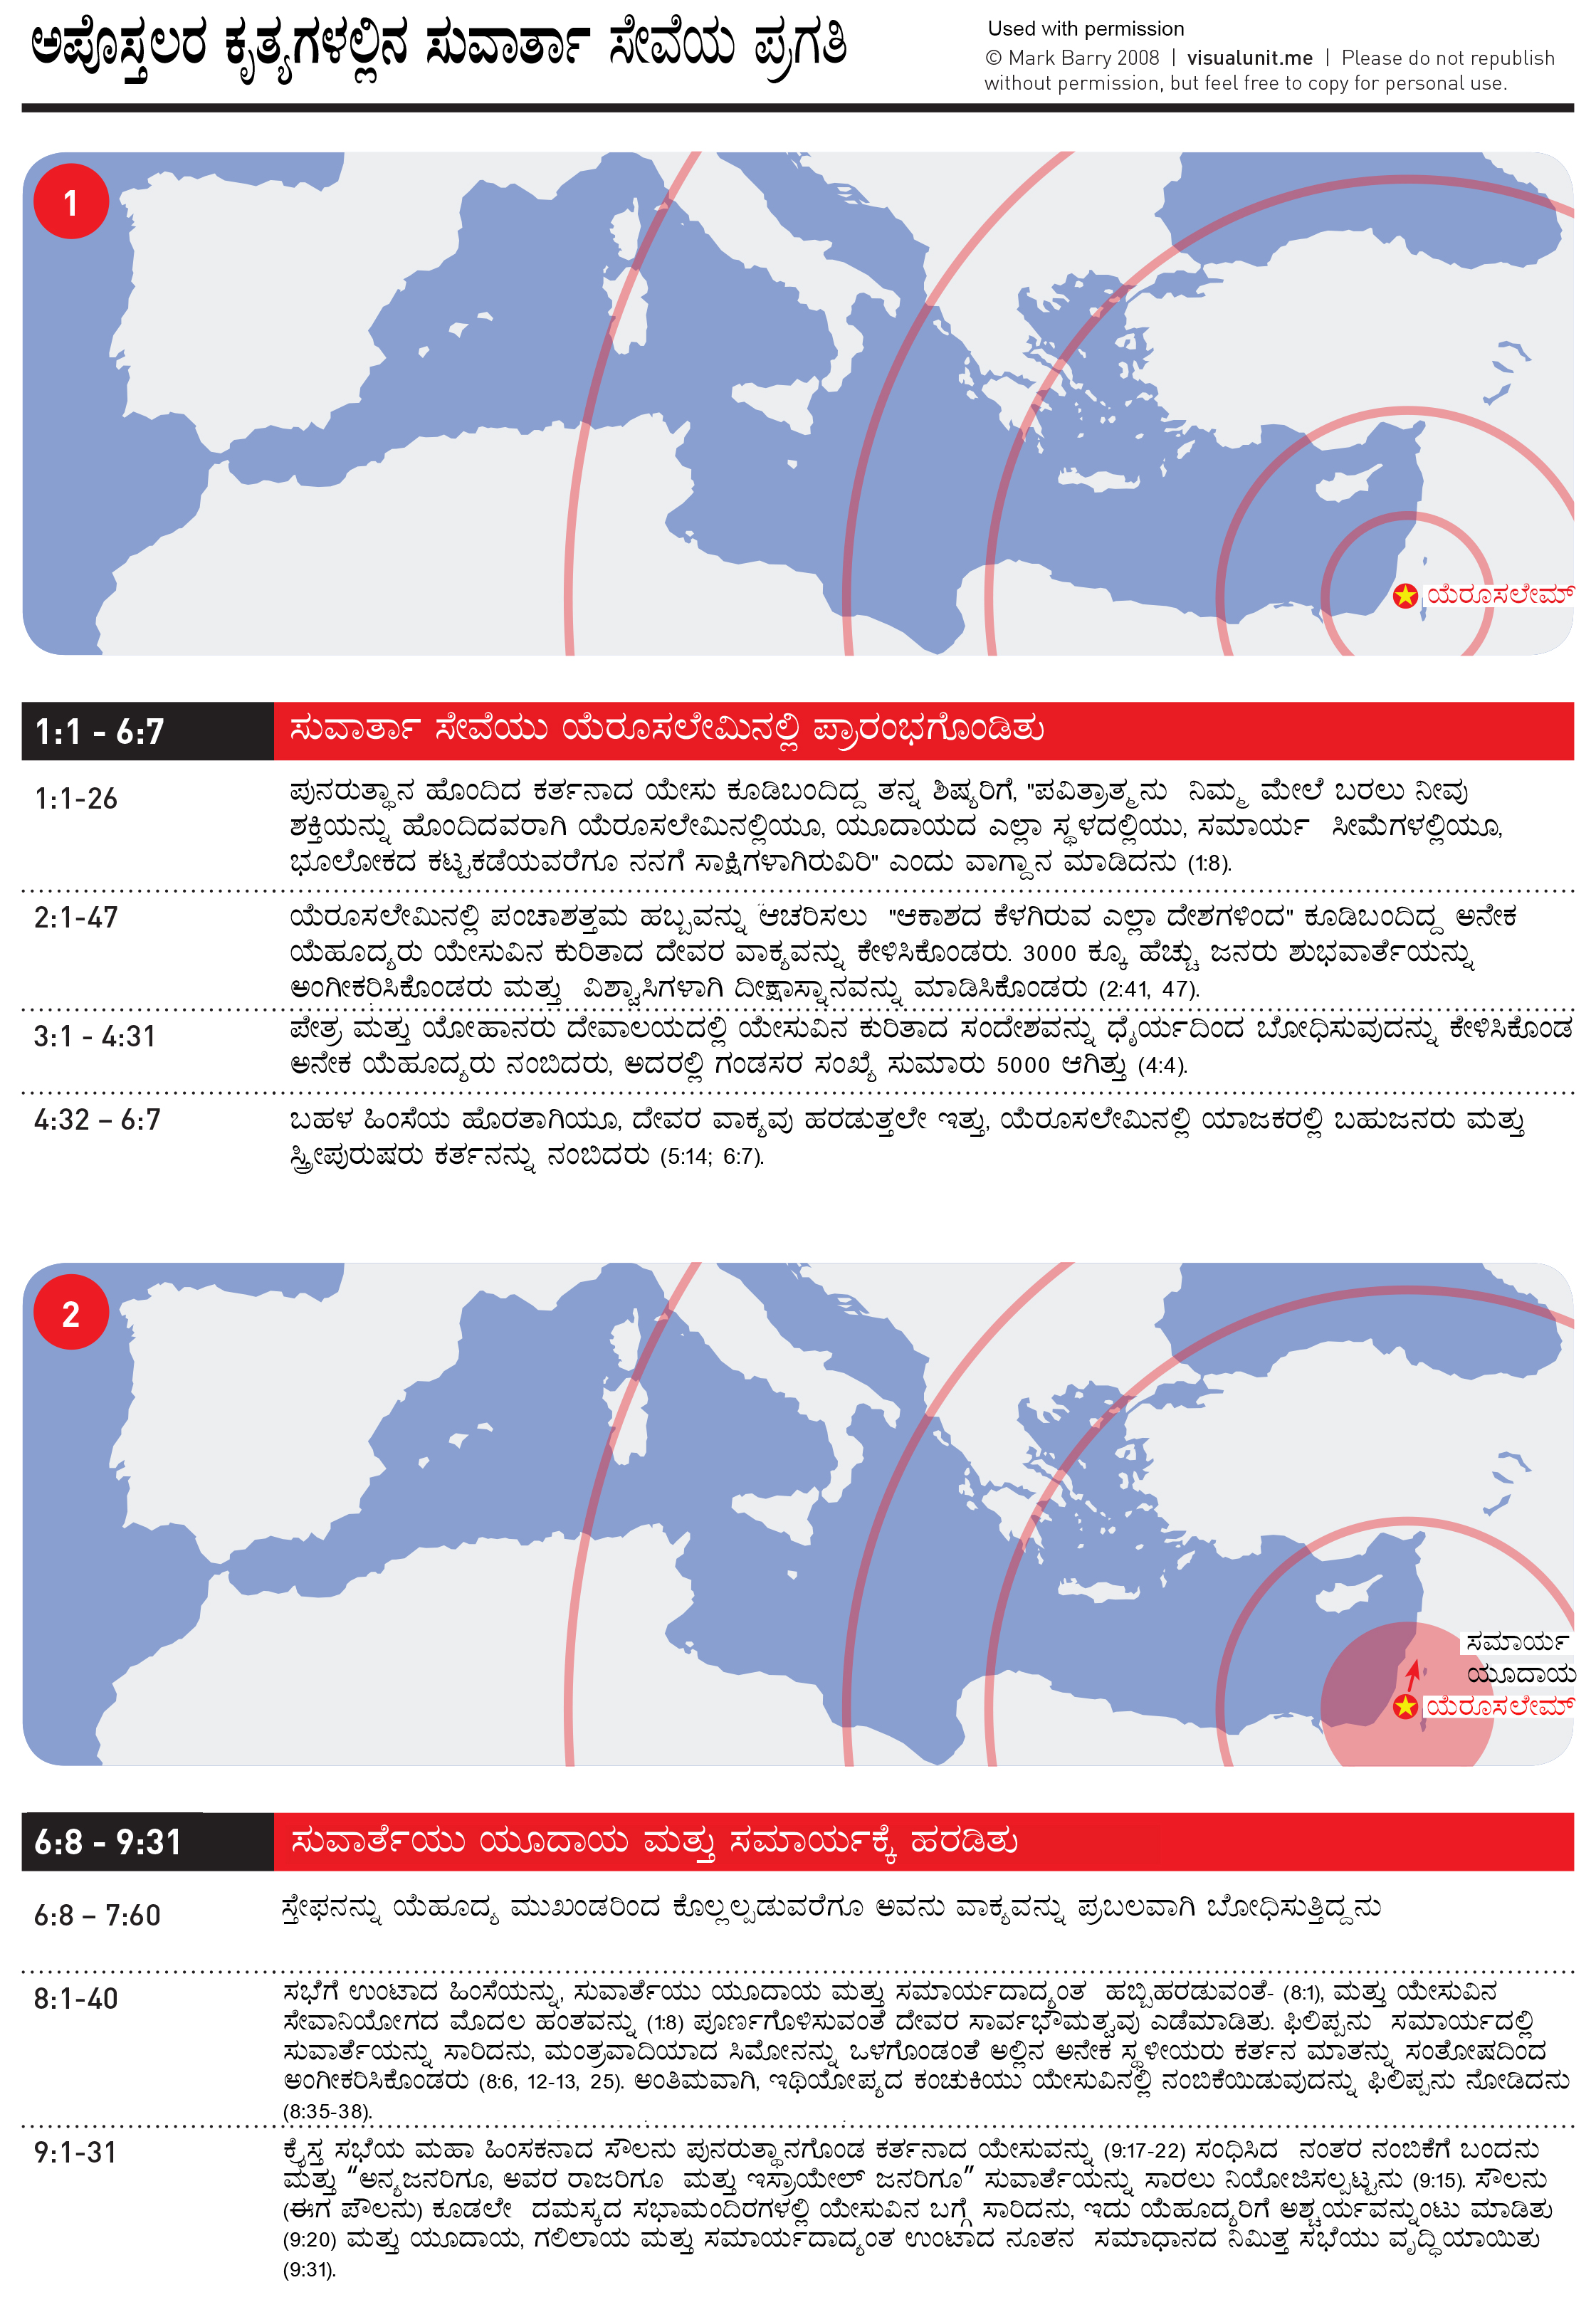 ಅಪೊಸ್ತಲರ ಕೃತ್ಯಗಳಲ್ಲಿನ ಸುವಾರ್ತಾ ಸೇವೆಯ ಪ್ರಗತಿ
Used with permission
© Mark Barry 2008 | visualunit.me | Please do not republish
without permission, but feel free to copy for personal use.
1
ಯೆರೂಸಲೇಮ್
1:1 - 6:7 ಸುವಾರ್ತಾ ಸೇವೆಯು ಯೆರೂಸಲೇಮಿನಲ್ಲಿ ಪ್ರಾರಂಭಗೊಂಡಿತು
1:1-26 ಪುನರುತ್ಥಾನ ಹೊಂದಿದ ಕರ್ತನಾದ ಯೇಸು ಕೂಡಿಬಂದಿದ್ದ ತನ್ನ ಶಿಷ್ಯರಿಗೆ, "ಪವಿತ್ರಾತ್ಮನು ನಿಮ್ಮ ಮೇಲೆ ಬರಲು ನೀವು
ಶಕ್ತಿಯನ್ನು ಹೊಂದಿದವರಾಗಿ ಯೆರೂಸಲೇಮಿನಲ್ಲಿಯೂ, ಯೂದಾಯದ ಎಲ್ಲಾ ಸ್ಥಳದಲ್ಲಿಯು, ಸಮಾರ್ಯ ಸೀಮೆಗಳಲ್ಲಿಯೂ,
ಭೂಲೋಕದ ಕಟ್ಟಕಡೆಯವರೆಗೂ ನನಗೆ ಸಾಕ್ಷಿಗಳಾಗಿರುವಿರಿ" ಎಂದು ವಾಗ್ದಾನ ಮಾಡಿದನು (1:8).
2:1-47 ಯೆರೂಸಲೇಮಿನಲ್ಲಿ ಪಂಚಾಶತ್ತಮ ಹಬ್ಬವನ್ನು ಆಚರಿಸಲು "ಆಕಾಶದ ಕೆಳಗಿರುವ ಎಲ್ಲಾ ದೇಶಗಳಿಂದ" ಕೂಡಿಬಂದಿದ್ದ ಅನೇಕ
ಯೆಹೂದ್ಯರು ಯೇಸುವಿನ ಕುರಿತಾದ ದೇವರ ವಾಕ್ಯವನ್ನು ಕೇಳಿಸಿಕೊಂಡರು. 3000 ಕ್ಕೂ ಹೆಚ್ಚು ಜನರು ಶುಭವಾರ್ತೆಯನ್ನು
ಅಂಗೀಕರಿಸಿಕೊಂಡರು ಮತ್ತು ವಿಶ್ವಾಸಿಗಳಾಗಿ ದೀಕ್ಷಾಸ್ನಾನವನ್ನು ಮಾಡಿಸಿಕೊಂಡರು (2:41, 47).
3:1 - 4:31 ಪೇತ್ರ ಮತ್ತು ಯೋಹಾನರು ದೇವಾಲಯದಲ್ಲಿ ಯೇಸುವಿನ ಕುರಿತಾದ ಸಂದೇಶವನ್ನು ಧೈರ್ಯದಿಂದ ಬೋಧಿಸುವುದನ್ನು ಕೇಳಿಸಿಕೊಂಡ
ಅನೇಕ ಯೆಹೂದ್ಯರು ನಂಬಿದರು, ಅದರಲ್ಲಿ ಗಂಡಸರ ಸಂಖ್ಯೆ ಸುಮಾರು 5000 ಆಗಿತ್ತು (4:4).
4:32 – 6:7 ಬಹಳ ಹಿಂಸೆಯ ಹೊರತಾಗಿಯೂ, ದೇವರ ವಾಕ್ಯವು ಹರಡುತ್ತಲೇ ಇತ್ತು, ಯೆರೂಸಲೇಮಿನಲ್ಲಿ ಯಾಜಕರಲ್ಲಿ ಬಹುಜನರು ಮತ್ತು
ಸ್ತ್ರೀಪುರುಷರು ಕರ್ತನನ್ನು ನಂಬಿದರು (5:14; 6:7).
2
ಸಮಾರ್ಯ
ಯೂದಾಯ
ಯೆರೂಸಲೇಮ್
6:8 - 9:31 ಸುವಾರ್ತೆಯು ಯೂದಾಯ ಮತ್ತು ಸಮಾರ್ಯಕ್ಕೆ ಹರಡಿತು
6:8 – 7:60 ಸ್ತೇಫನನ್ನು ಯೆಹೂದ್ಯ ಮುಖಂಡರಿಂದ ಕೊಲ್ಲಲ್ಪಡುವರೆಗೂ ಅವನು ವಾಕ್ಯವನ್ನು ಪ್ರಬಲವಾಗಿ ಬೋಧಿಸುತ್ತಿದ್ದನು
8:1-40 ಸಭೆಗೆ ಉಂಟಾದ ಹಿಂಸೆಯನ್ನು, ಸುವಾರ್ತೆಯು ಯೂದಾಯ ಮತ್ತು ಸಮಾರ್ಯದಾದ್ಯಂತ ಹಬ್ಬಿಹರಡುವಂತೆ- (8:1), ಮತ್ತು ಯೇಸುವಿನ
ಸೇವಾನಿಯೋಗದ ಮೊದಲ ಹಂತವನ್ನು (1:8) ಪೂರ್ಣಗೊಳಿಸುವಂತೆ ದೇವರ ಸಾರ್ವಭೌಮತ್ವವು ಎಡೆಮಾಡಿತು. ಫಿಲಿಪ್ಪನು ಸಮಾರ್ಯದಲ್ಲಿ
ಸುವಾರ್ತೆಯನ್ನು ಸಾರಿದನು, ಮಂತ್ರವಾದಿಯಾದ ಸಿಮೋನನ್ನು ಒಳಗೊಂಡಂತೆ ಅಲ್ಲಿನ ಅನೇಕ ಸ್ಥಳೀಯರು ಕರ್ತನ ಮಾತನ್ನು ಸಂತೋಷದಿಂದ
ಅಂಗೀಕರಿಸಿಕೊಂಡರು (8:6, 12-13, 25). ಅಂತಿಮವಾಗಿ, ಇಥಿಯೋಪ್ಯದ ಕಂಚುಕಿಯು ಯೇಸುವಿನಲ್ಲಿ ನಂಬಿಕೆಯಿಡುವುದನ್ನು ಫಿಲಿಪ್ಪನು ನೋಡಿದನು
(8:35-38).
9:1-31 ಕ್ರೈಸ್ತ ಸಭೆಯ ಮಹಾ ಹಿಂಸಕನಾದ ಸೌಲನು ಪುನರುತ್ಥಾನಗೊಂಡ ಕರ್ತನಾದ ಯೇಸುವನ್ನು (9:17-22) ಸಂಧಿಸಿದ ನಂತರ ನಂಬಿಕೆಗೆ ಬಂದನು
ಮತ್ತು “ಅನ್ಯಜನರಿಗೂ, ಅವರ ರಾಜರಿಗೂ ಮತ್ತು ಇಸ್ರಾಯೇಲ್ ಜನರಿಗೂ” ಸುವಾರ್ತೆಯನ್ನು ಸಾರಲು ನಿಯೋಜಿಸಲ್ಪಟ್ಟನು (9:15). ಸೌಲನು
(ಈಗ ಪೌಲನು) ಕೂಡಲೇ ದಮಸ್ಕದ ಸಭಾಮಂದಿರಗಳಲ್ಲಿ ಯೇಸುವಿನ ಬಗ್ಗೆ ಸಾರಿದನು, ಇದು ಯೆಹೂದ್ಯರಿಗೆ ಅಶ್ಚರ್ಯವನ್ನುಂಟು ಮಾಡಿತು
(9:20) ಮತ್ತು ಯೂದಾಯ, ಗಲಿಲಾಯ ಮತ್ತು ಸಮಾರ್ಯದಾದ್ಯಂತ ಉಂಟಾದ ನೂತನ ಸಮಾಧಾನದ ನಿಮಿತ್ತ ಸಭೆಯು ವೃದ್ಧಿಯಾಯಿತು
(9:31).